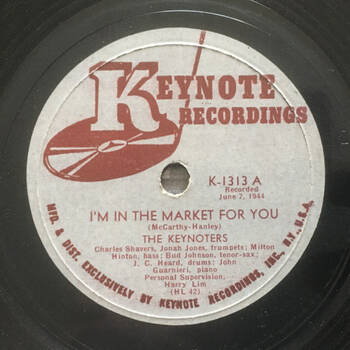 KEYNOTE
RECORDINGS
K-1313 A
Recorded
June 7, 1944
I'M IN THE MARKET FOR YOU
(McCarthy-Hanley)
THE KEYNOTERS
Charles Shavers, Jonah Jones, trumpets; Milton
Hinton, bass; Bud Johnson, tenor-sax;
J. C. Heard, drums; John
Guarnieri, piano
Personal Supervision,
Harry Lim
(HL 42)
MFG. & DIST. EXCLUSIVELY BY KEYNOTE RECORDINGS, INC., N.Y. U.S.A.